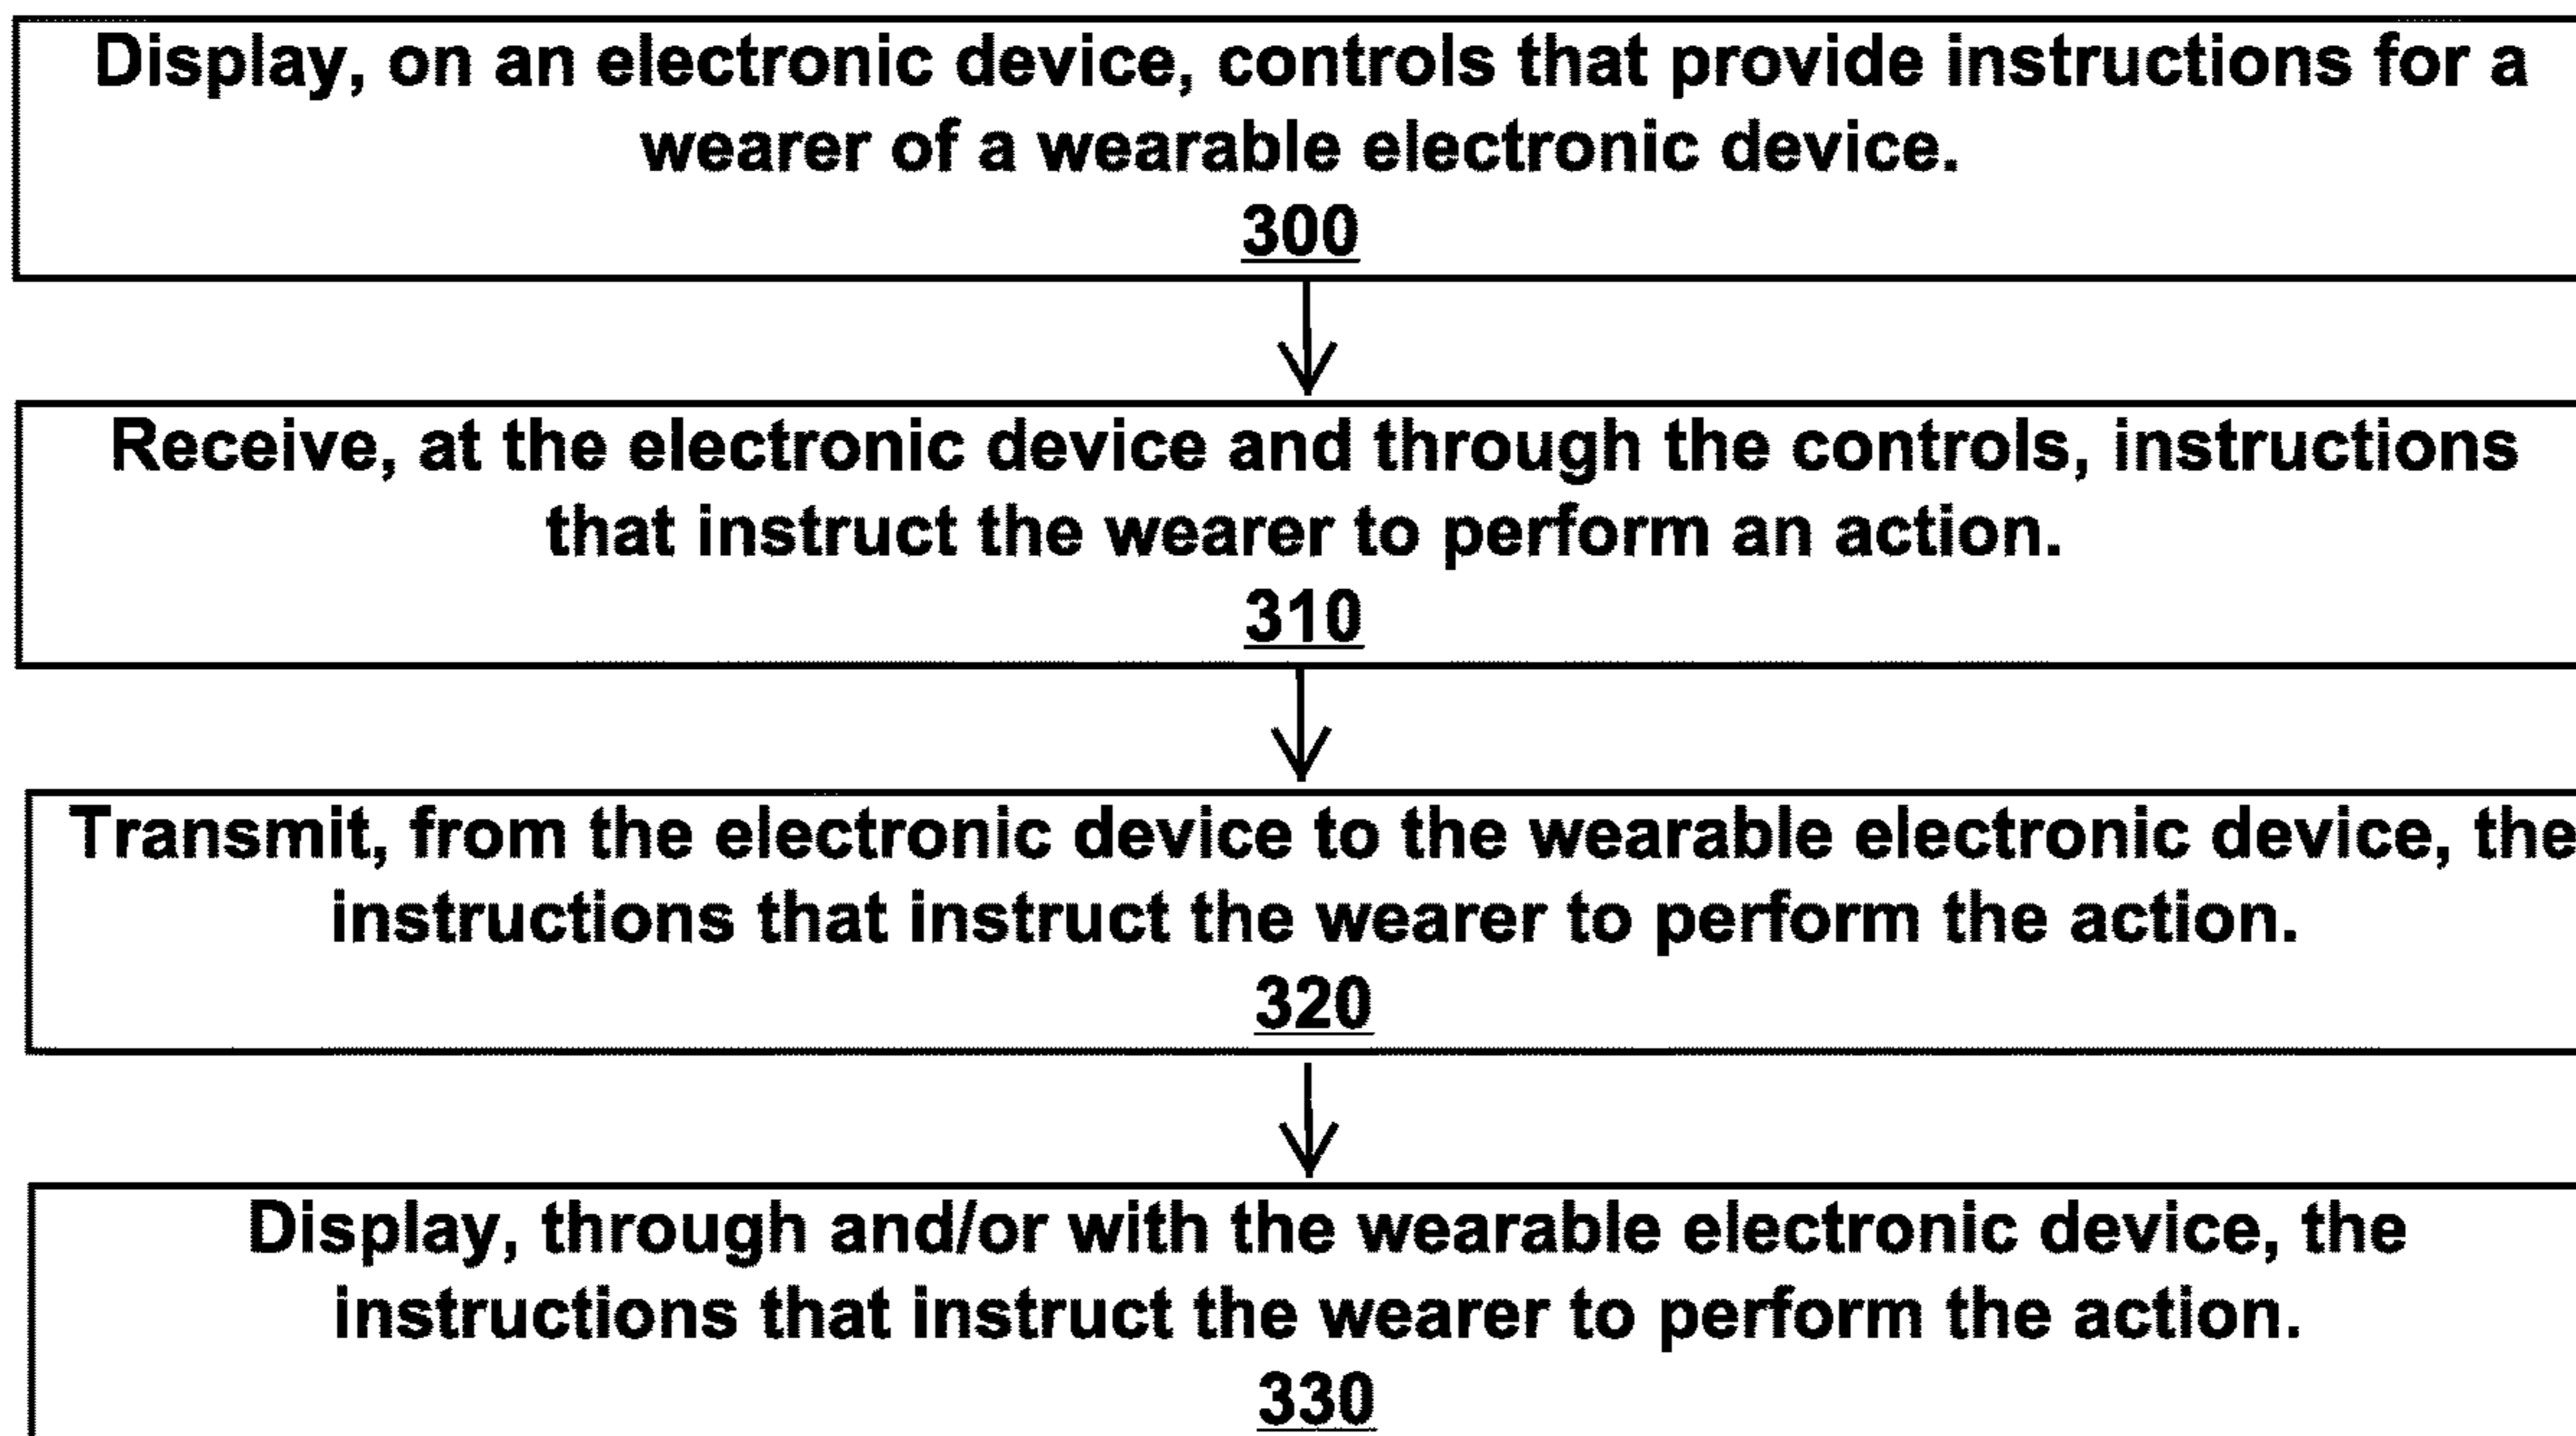 Display, on an electronic device, controls that provide instructions for a
wearer of a wearable electronic device.
300
Receive, at the electronic device and through the controls, instructions
that instruct the wearer to perform an action.
310
Transmit, from the electronic device to the wearable electronic device, the
instructions that instruct the wearer to perform the action.
320
Display, through and/or with the wearable electronic device, the
instructions that instruct the wearer to perform the action.
330